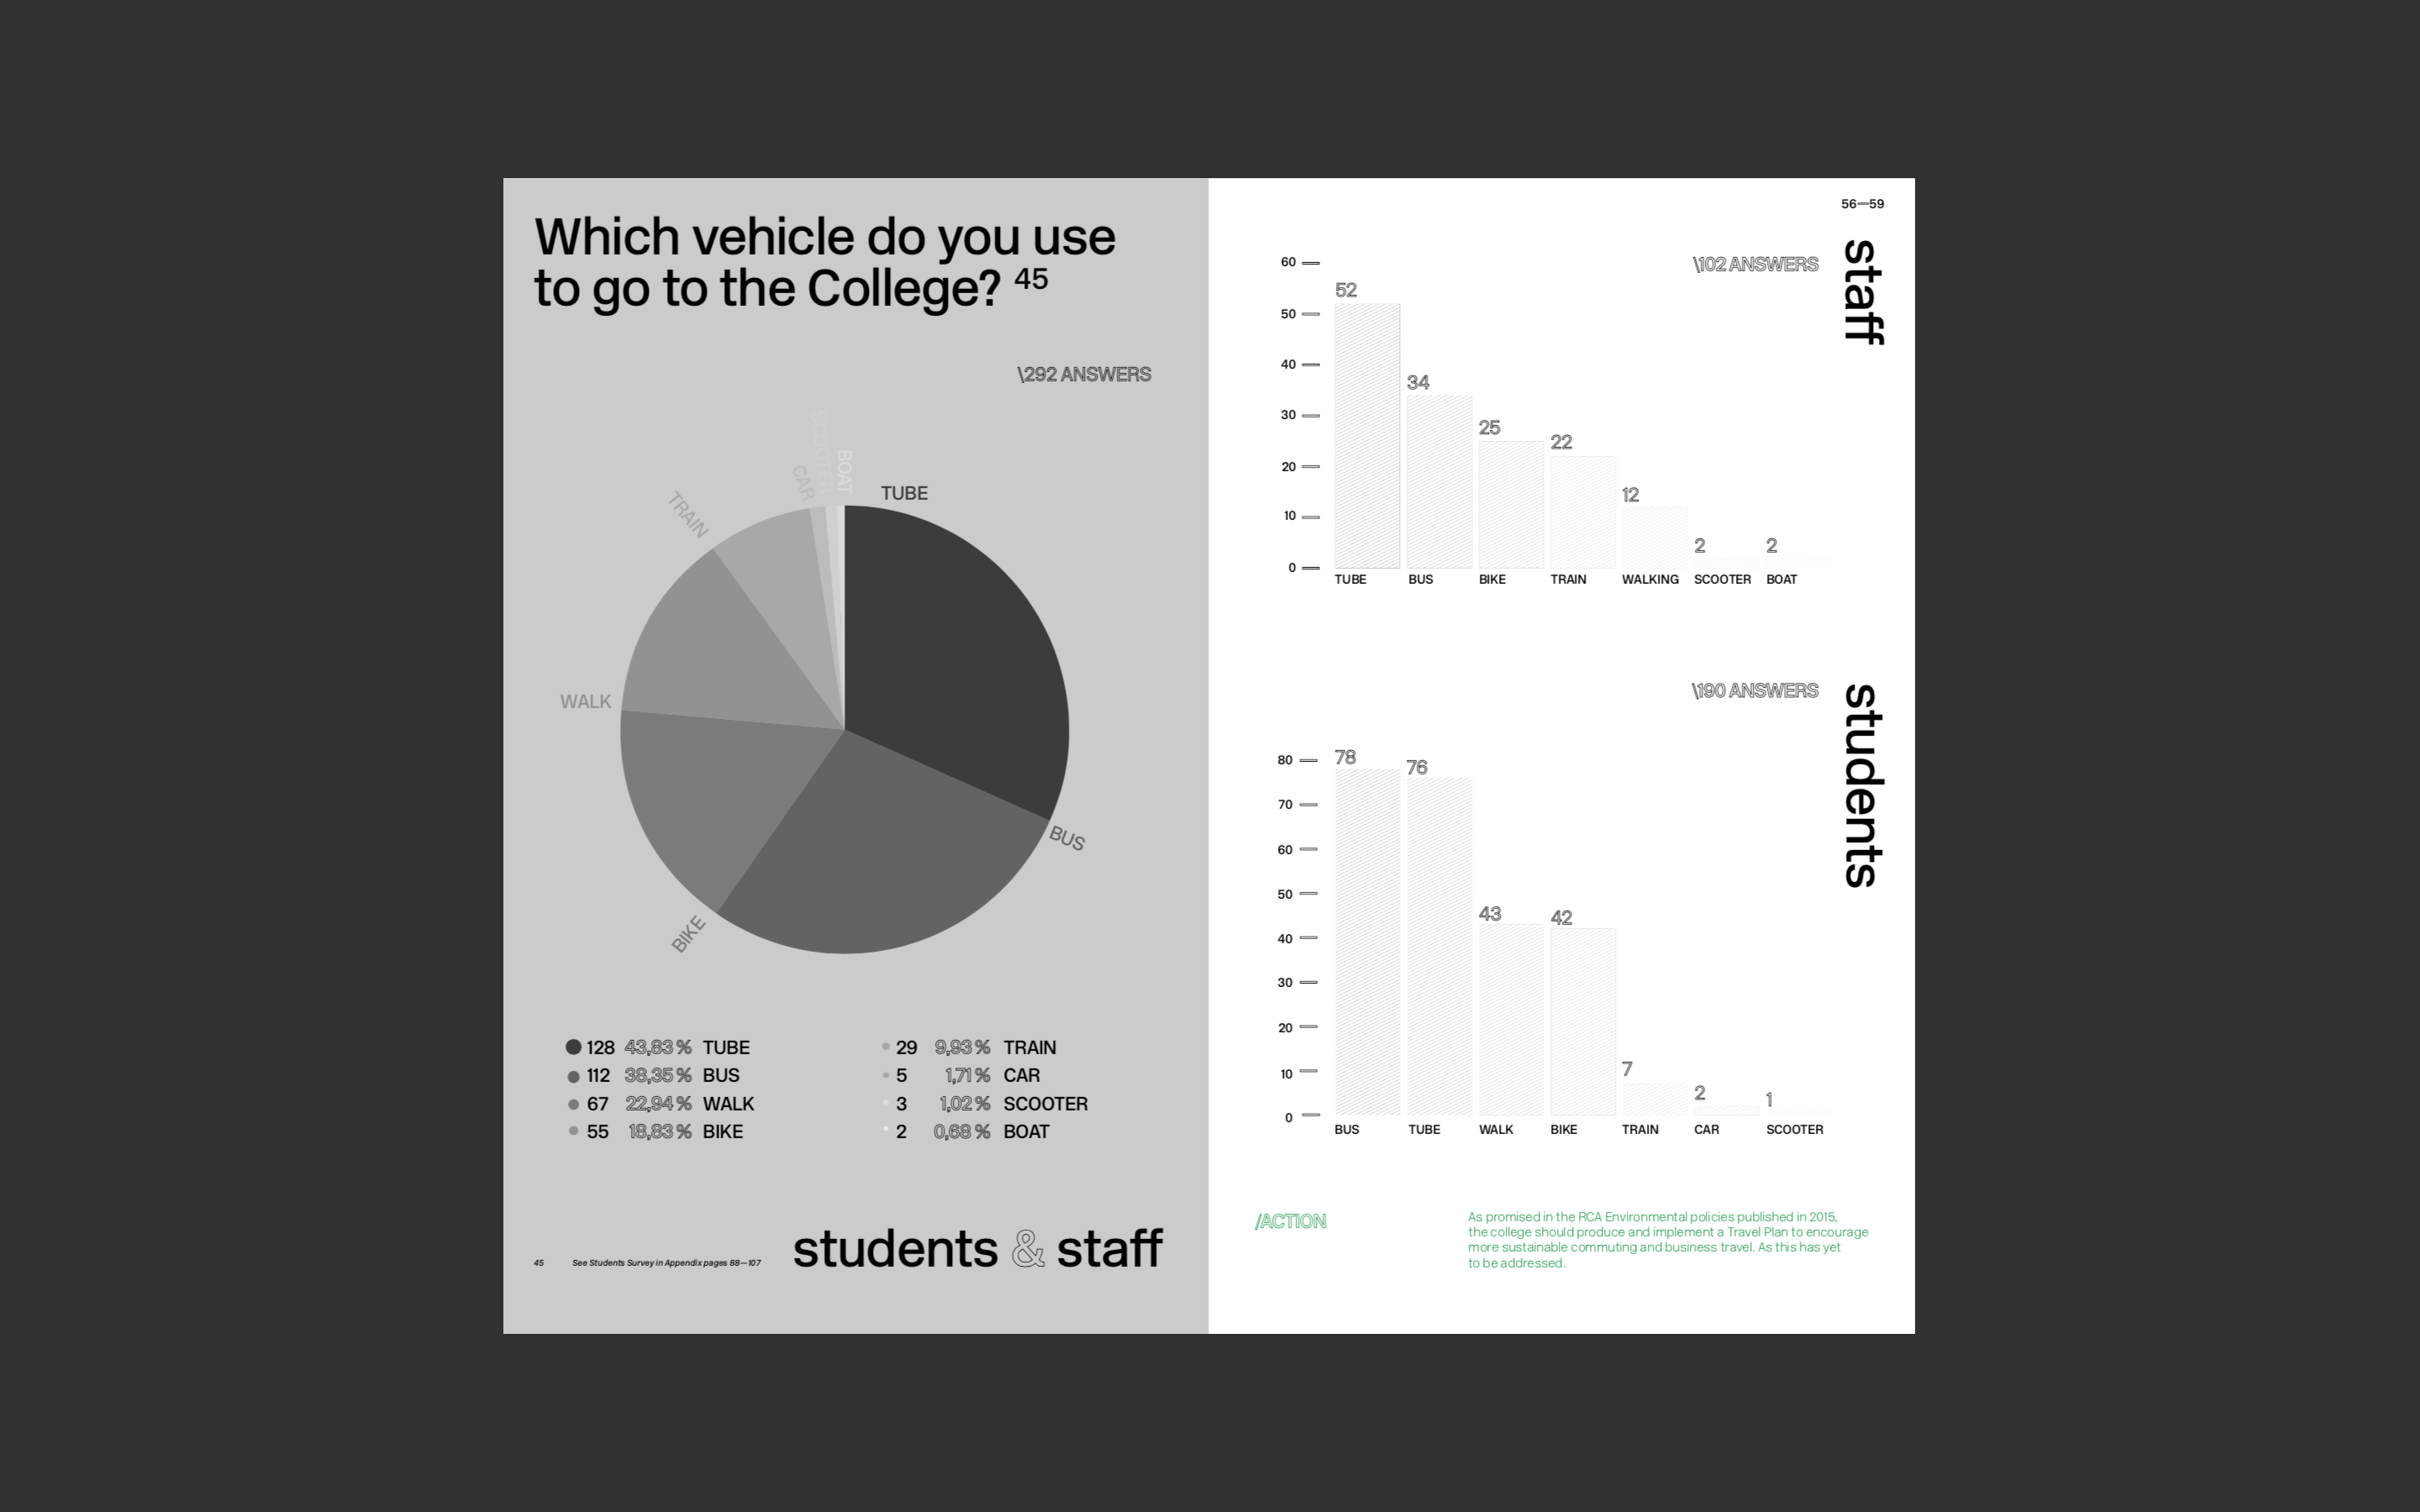 Which vehicle do you use
to go to the College? 45
\292 ANSWERS
SCOOTER
BOAT
CAR
TUBE
TRAIN
WALK
BUS
BIKE
128 43,83% TUBE
112 38,35% BUS
67 22,94% WALK
55 18,83% BIKE
29 9,93% TRAIN
5 1,71% CAR
3 1,02% SCOOTER
2 0,68% BOAT
students & staff
45 See Students Survey in Appendix pages 88—107
56—59
staff
\102 ANSWERS
60
50
40
30
20
10
0
52
34
25
22
12
2
2
TUBE BUS BIKE TRAIN WALKING SCOOTER BOAT
students
\190 ANSWERS
80
70
60
50
40
30
20
10
0
78
76
43
42
7
2
1
BUS TUBE WALK BIKE TRAIN CAR SCOOTER
/ACTION
As promised in the RCA Environmental policies published in 2015,
the college should produce and implement a Travel Plan to encourage
more sustainable commuting and business travel. As this has yet
to be addressed.